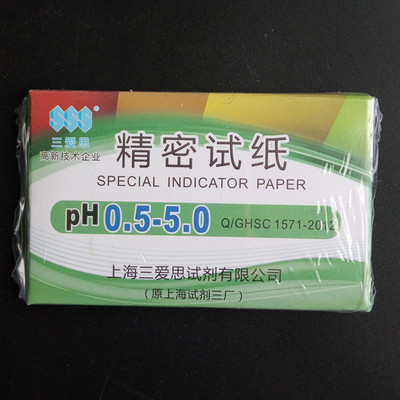 SSS®
三爱思
高新技术企业
精密试纸
SPECIAL INDICATOR PAPER
pH 0.5-5.0 Q/GHSC 1571-2012
上海三爱思试剂有限公司
(原上海试剂三厂)